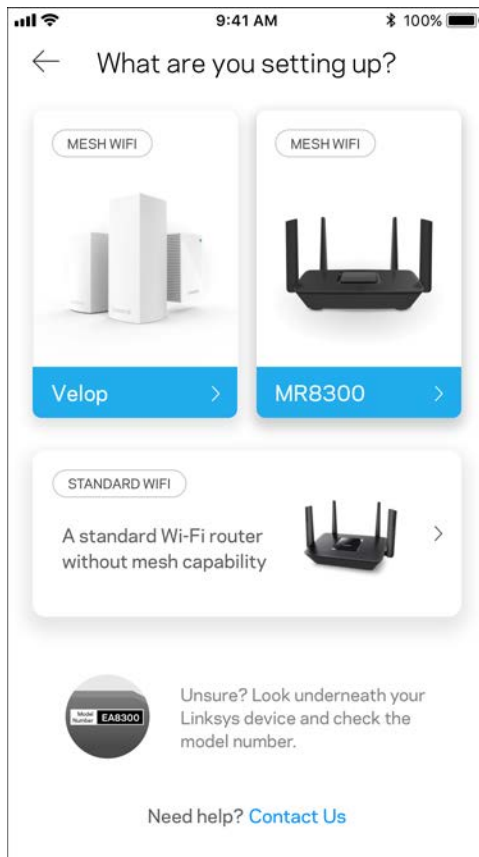 9:41 AM
100%
What are you setting up?
MESH WIFI
MESH WIFI
Velop
MR8300
STANDARD WIFI
A standard Wi-Fi router
without mesh capability
Model
Number
EA8300
Unsure? Look underneath your
Linksys device and check the
model number.
Need help? Contact Us